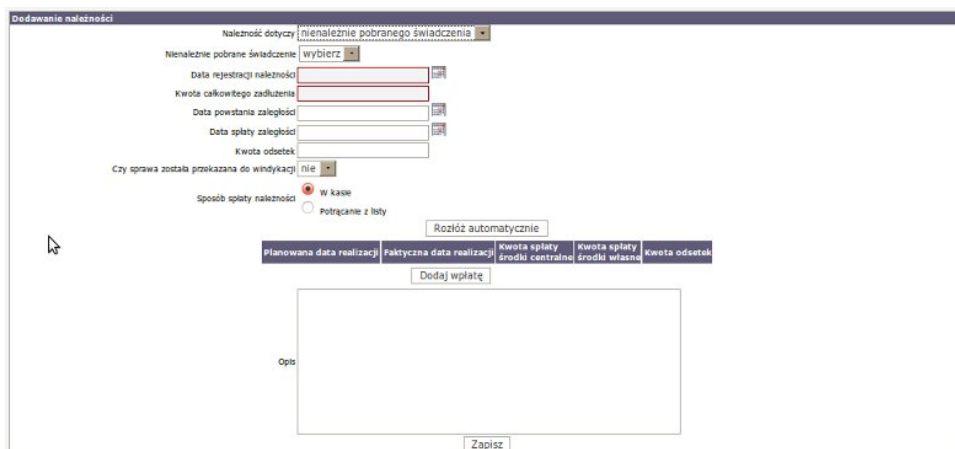 Dodawanie należności
Należność dotyczy nienależnie pobranego świadczenia
Nienależnie pobrane świadczenie wybierz
Data rejestracji należności
Kwota całkowitego zadłużenia
Data powstania zaległości
Data spłaty zaległości
Kwota odsetek
Czy sprawa została przekazana do windykacji nie
Sposób spłaty należności
W kasie
Potrącanie z listy
Rozłóż automatycznie
Planowana data realizacji Faktyczna data realizacji Kwota spłaty środki centralne Kwota spłaty środki własne Kwota odsetek
Dodaj wpłatę
Opis
Zapisz